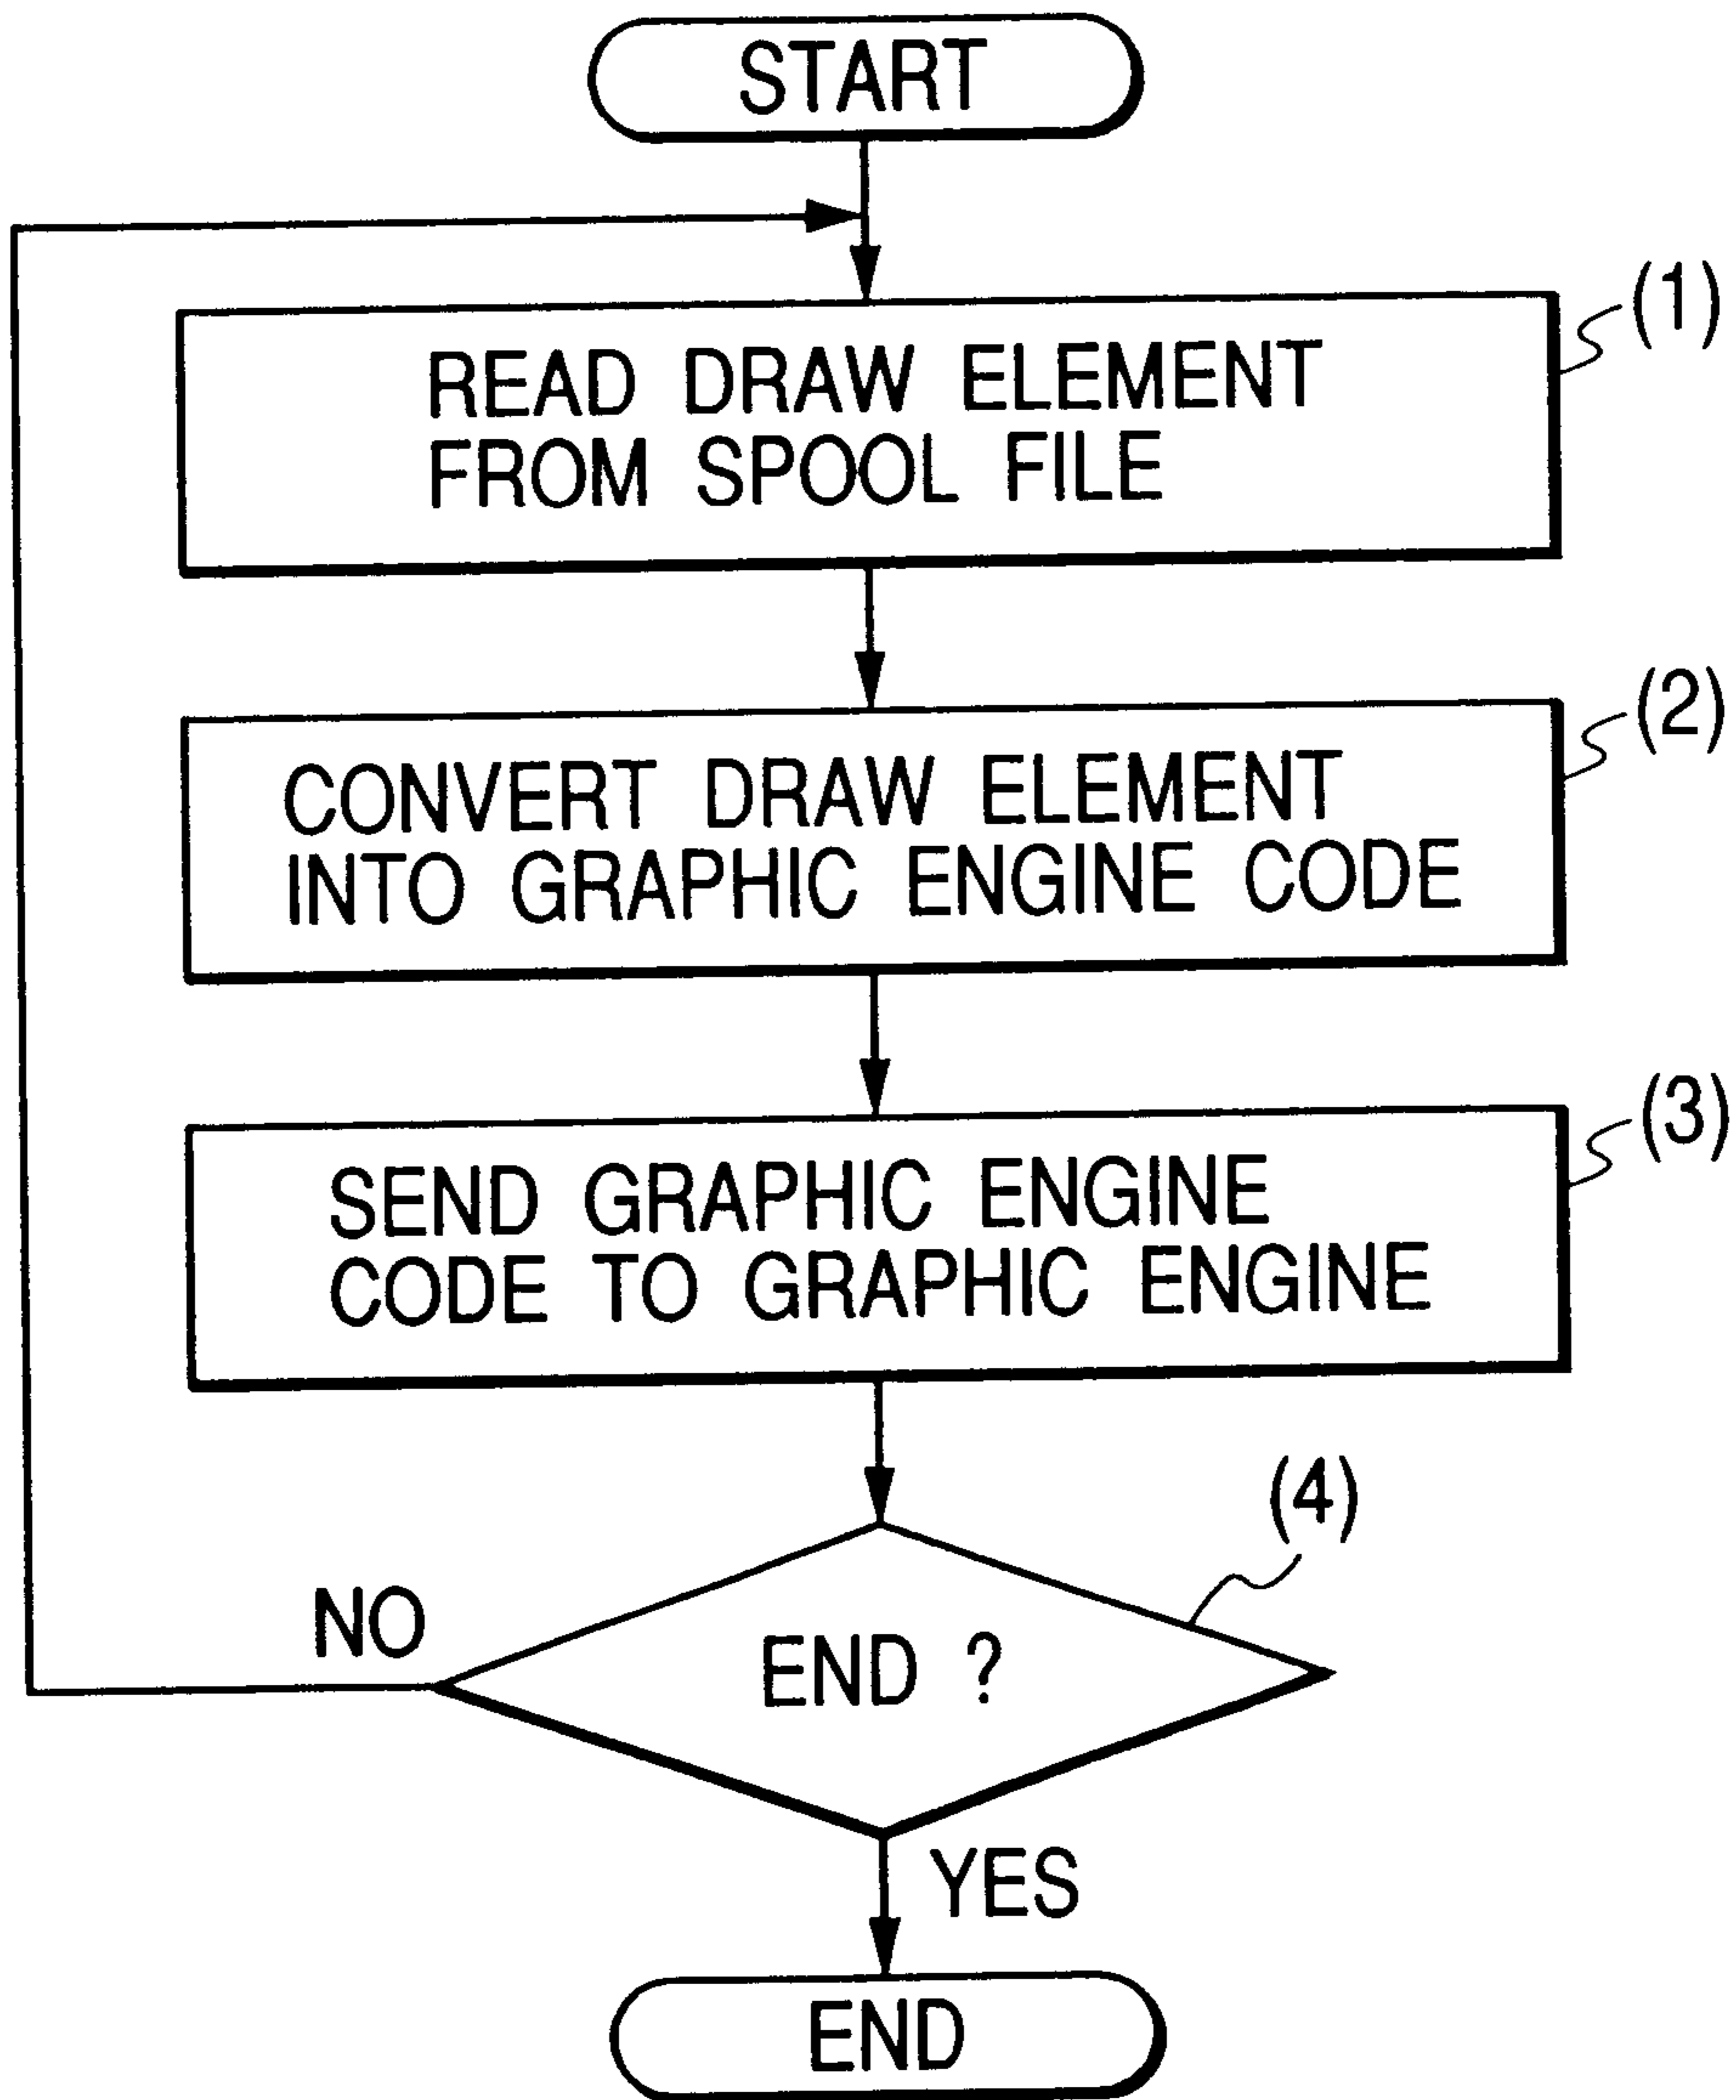 START
(1)
READ DRAW ELEMENT
FROM SPOOL FILE
(2)
CONVERT DRAW ELEMENT
INTO GRAPHIC ENGINE CODE
(3)
SEND GRAPHIC ENGINE
CODE TO GRAPHIC ENGINE
(4)
NO
END ?
YES
END